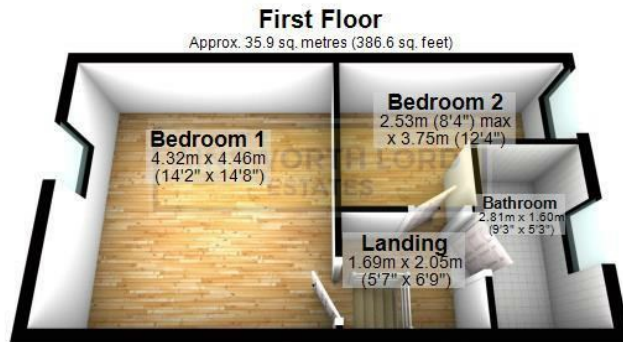 First Floor
Approx. 35.9 sq. metres (386.6 sq. feet)
Bedroom 1
4.32m x 4.46m
(14'2" x 14'8")
Bedroom 2
2.53m (8'4") max
x 3.75m (12'4")
Bathroom
2.81m x 1.60m
(9'3" x 5'3")
Landing
1.69m x 2.05m
(5'7" x 6'9")
ESTATES